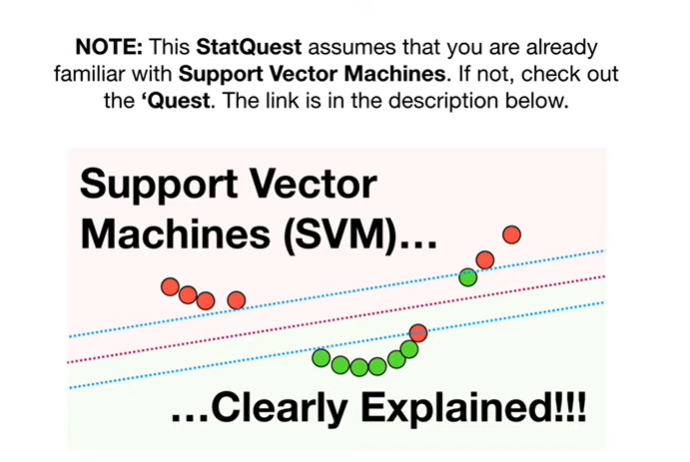 NOTE: This StatQuest assumes that you are already
familiar with Support Vector Machines. If not, check out
the ‘Quest. The link is in the description below.
Support Vector
Machines (SVM)...
...Clearly Explained!!!